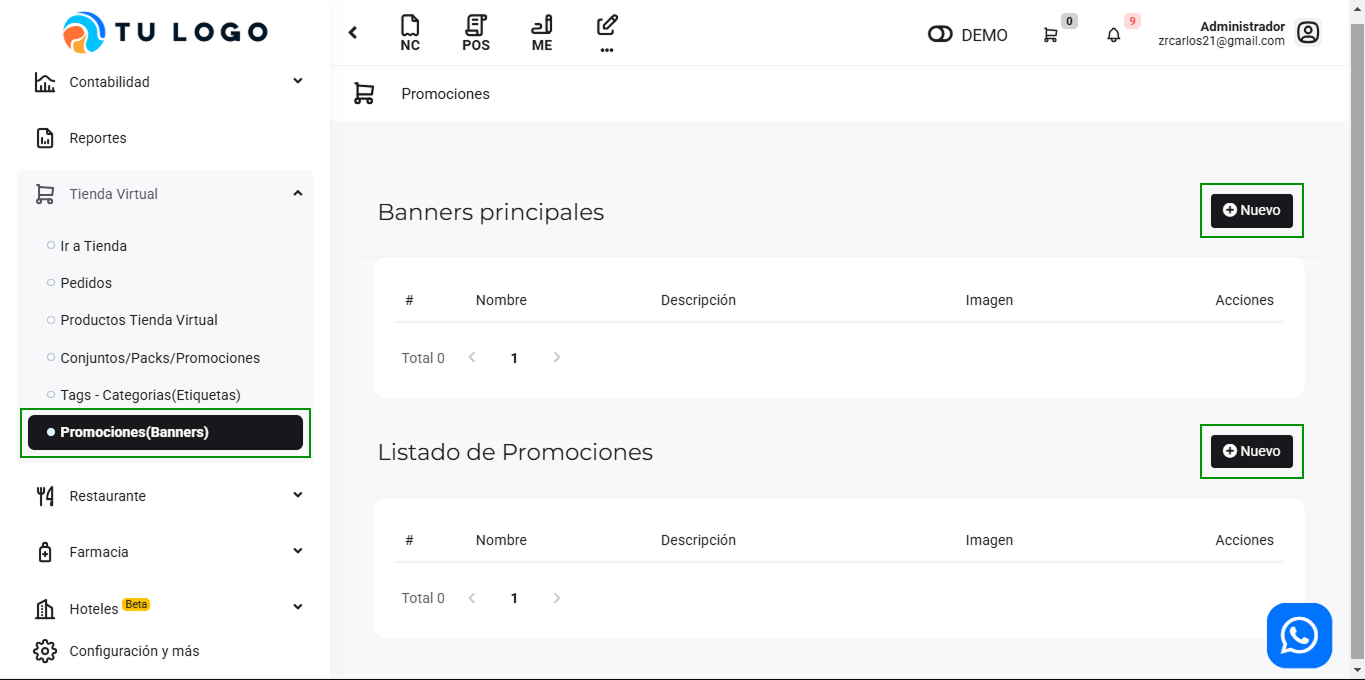 TU LOGO
NC
POS
ME
...
DEMO
0
9
Administrador
zrcarlos21@gmail.com
Contabilidad
Reportes
Tienda Virtual
Ir a Tienda
Pedidos
Productos Tienda Virtual
Conjuntos/Packs/Promociones
Tags - Categorias(Etiquetas)
Promociones(Banners)
Restaurante
Farmacia
Hoteles Beta
Configuración y más
Promociones
Banners principales
Nuevo
# Nombre Descripción Imagen Acciones
Total 0 1
Listado de Promociones
Nuevo
# Nombre Descripción Imagen Acciones
Total 0 1